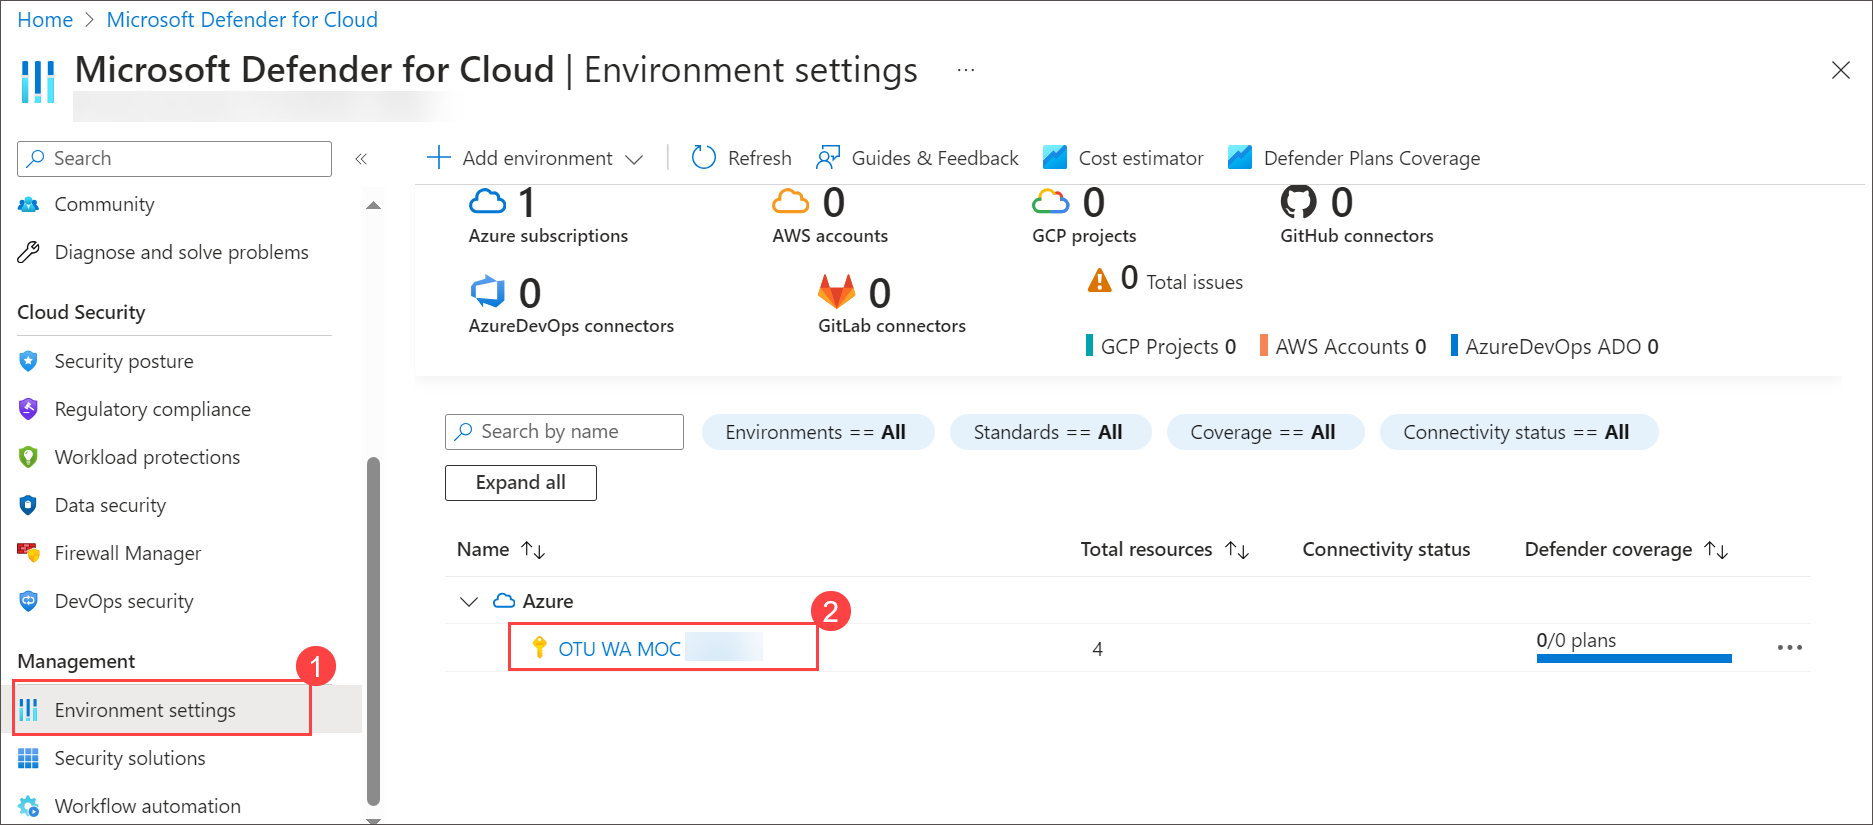 Home > Microsoft Defender for Cloud
Microsoft Defender for Cloud | Environment settings ...
Search «
Community
Diagnose and solve problems
Cloud Security
Security posture
Regulatory compliance
Workload protections
Data security
Firewall Manager
DevOps security
Management
1
Environment settings
Security solutions
Workflow automation
Add environment
Refresh
Guides & Feedback
Cost estimator
Defender Plans Coverage
1
Azure subscriptions
0
AWS accounts
0
GCP projects
0
GitHub connectors
0
AzureDevOps connectors
0
GitLab connectors
0 Total issues
GCP Projects 0 AWS Accounts 0 AzureDevOps ADO 0
Search by name
Environments == All
Standards == All
Coverage == All
Connectivity status == All
Expand all
Name ↑↓ Total resources ↑↓ Connectivity status Defender coverage ↑↓
Azure
2
OTU WA MOC 4 0/0 plans ...